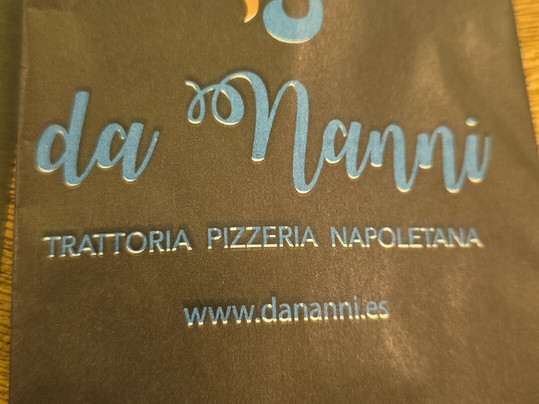 da Nanni
TRATTORIA PIZZERIA NAPOLETANA
www.dananni.es